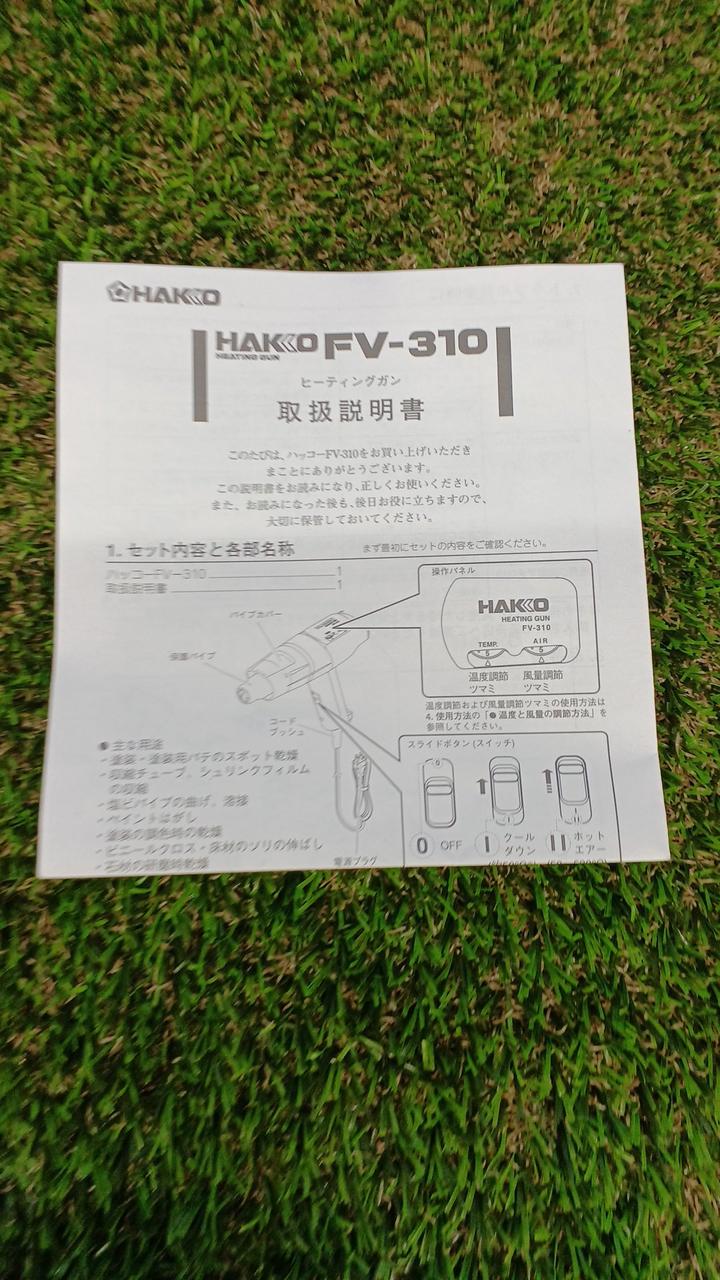 HAKKO
HAKKO FV-310
HEATING GUN
ヒーティングガン
取扱説明書
このたびは、ハッコーFV-310をお買い上げいただき
まことにありがとうございます。
この説明書をお読みになり、正しくお使いください。
また、お読みになった後も、後日お役に立ちますので、
大切に保管しておいてください。
1. セット内容と各部名称
まず最初にセットの内容をご確認ください。
ハッコーFV-310 1
取扱説明書 1
操作パネル
HAKKO
HEATING GUN
FV-310
TEMP. AIR
5 5
温度調節 風量調節
ツマミ ツマミ
パイプカバー
保護パイプ
コード
ブッシュ
電源プラグ
温度調節および風量調節ツマミの使用方法は
4. 使用方法の「●温度と風量の調節方法」を
参照してください。
● 主な用途
- 塗装・塗装用パテのスポット乾燥
- 収縮チューブ、シュリンクフィルム
の収縮
- 塩ビパイプの曲げ、溶接
- ペイントはがし
- 塗装の調色時の乾燥
- ビニールクロス・床材のソリの伸ばし
- 石材の研磨時乾燥
スライドボタン (スイッチ)
0 OFF
I クール
ダウン
II ホット
エアー